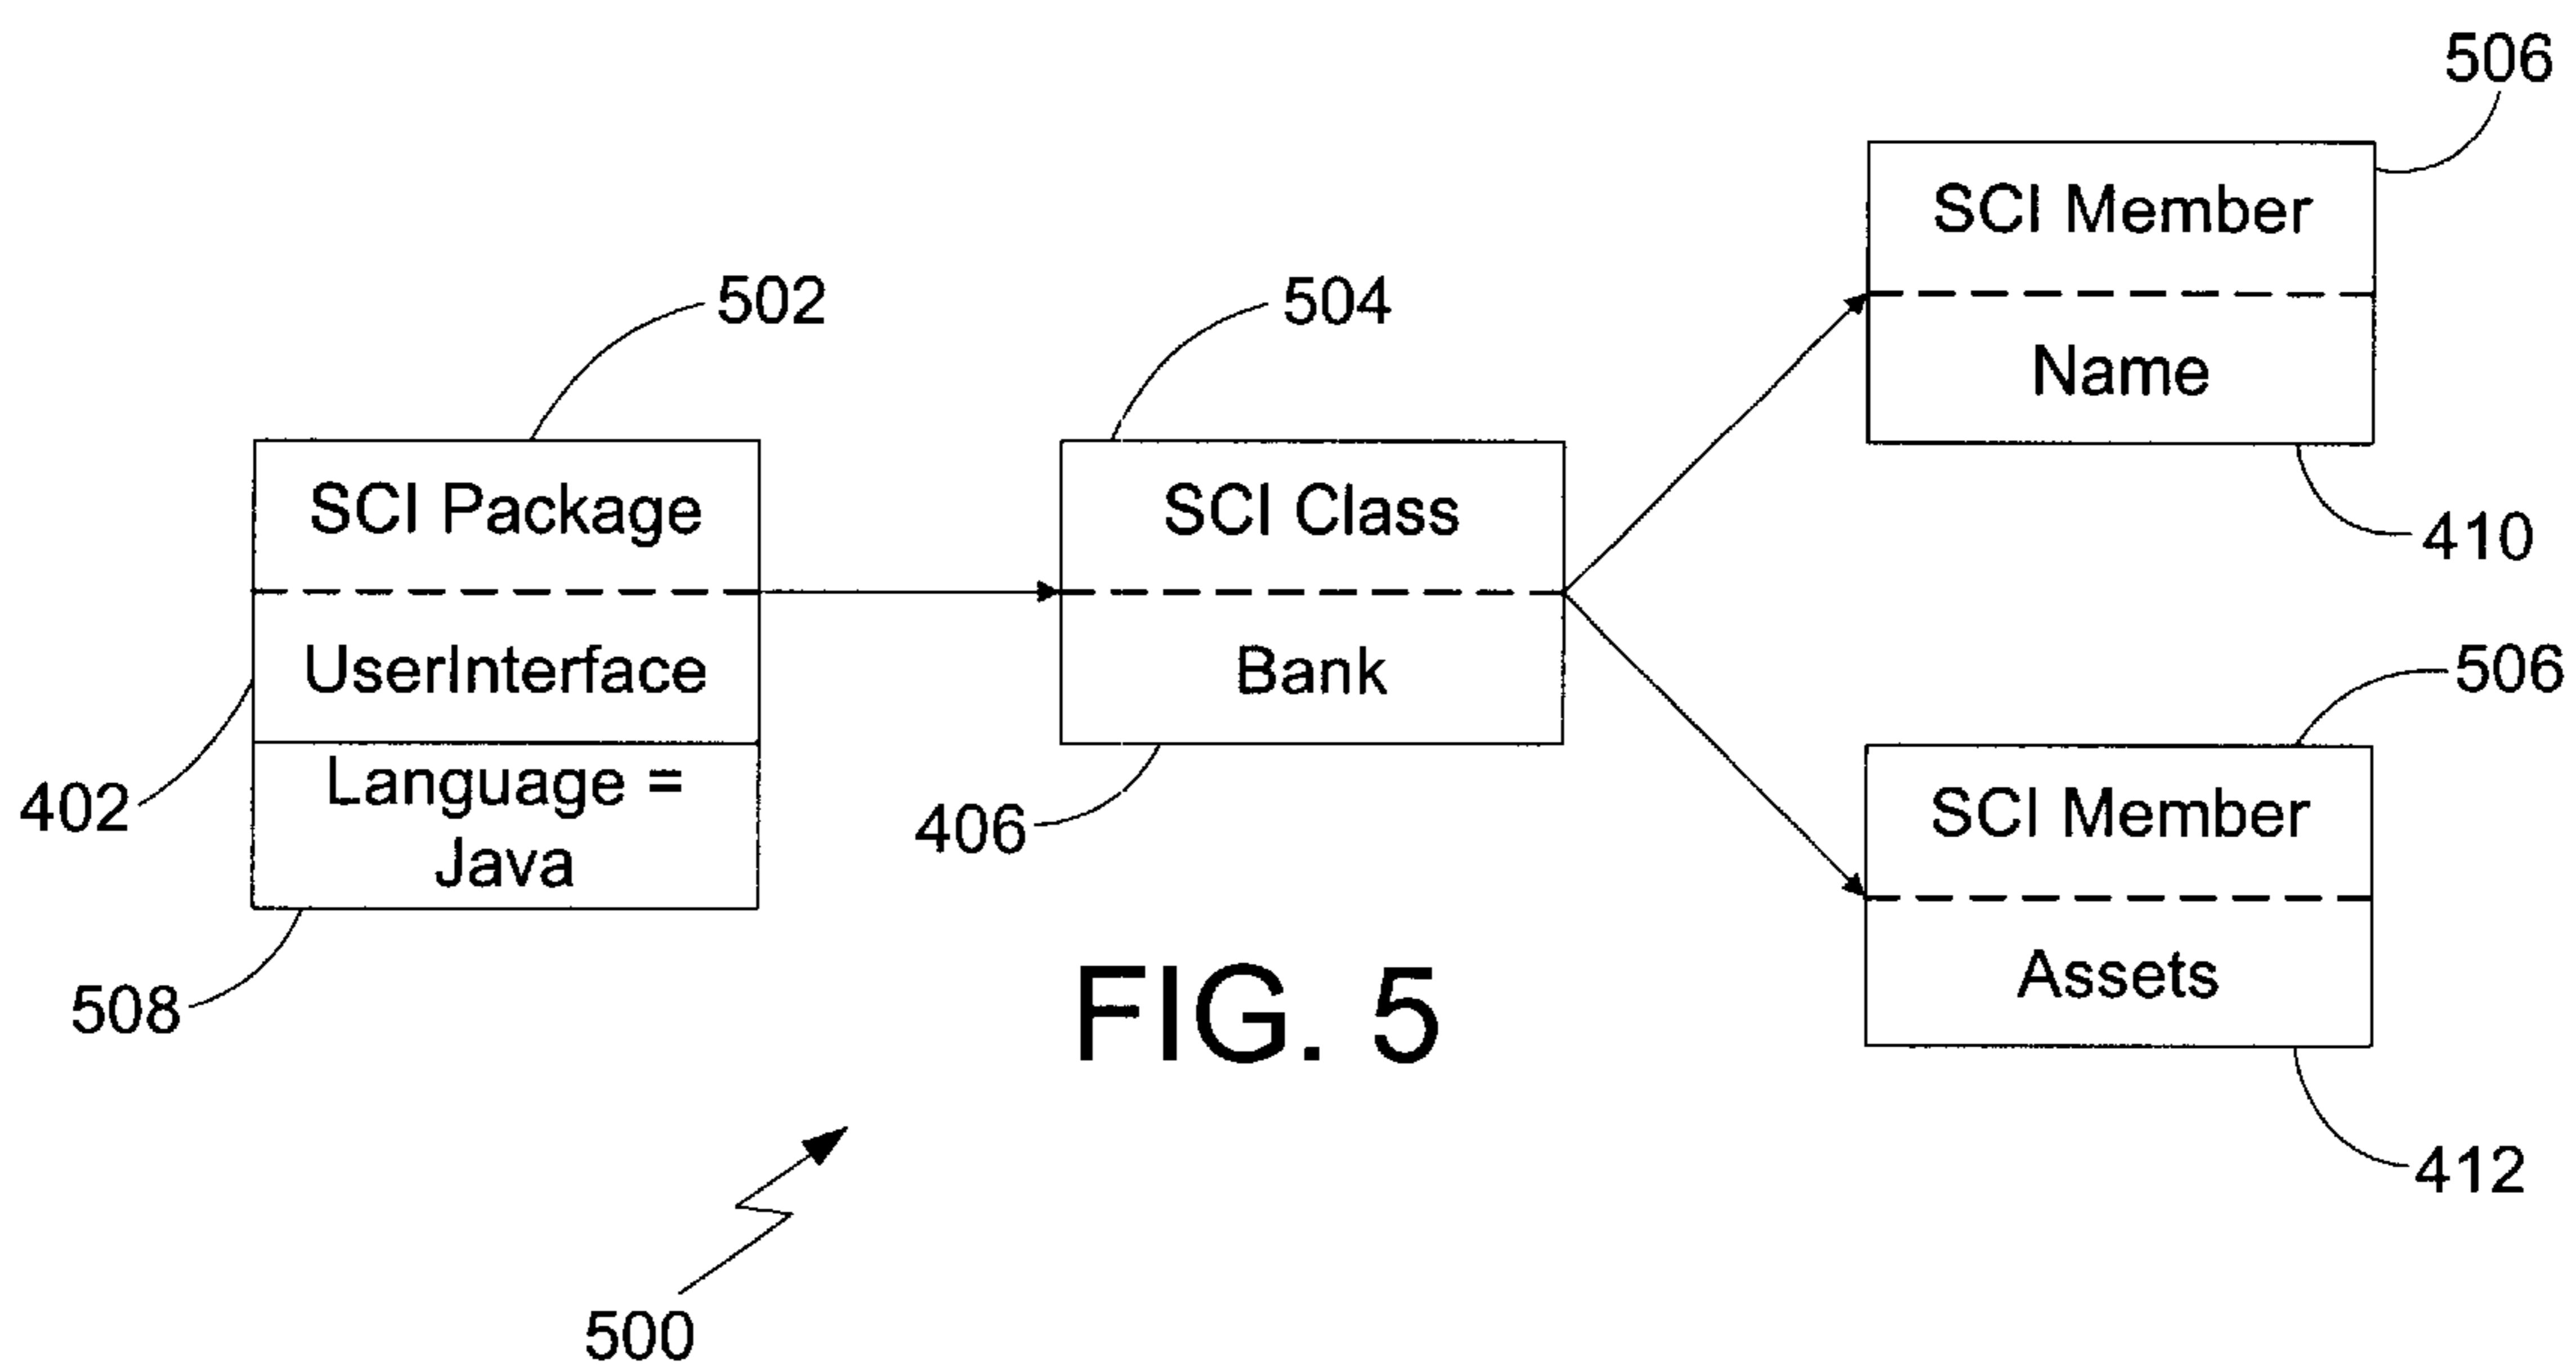 506
SCI Member
Name
410
502
504
SCI Package
UserInterface
Language =
Java
402
508
SCI Class
Bank
406
506
SCI Member
Assets
412
FIG. 5
500